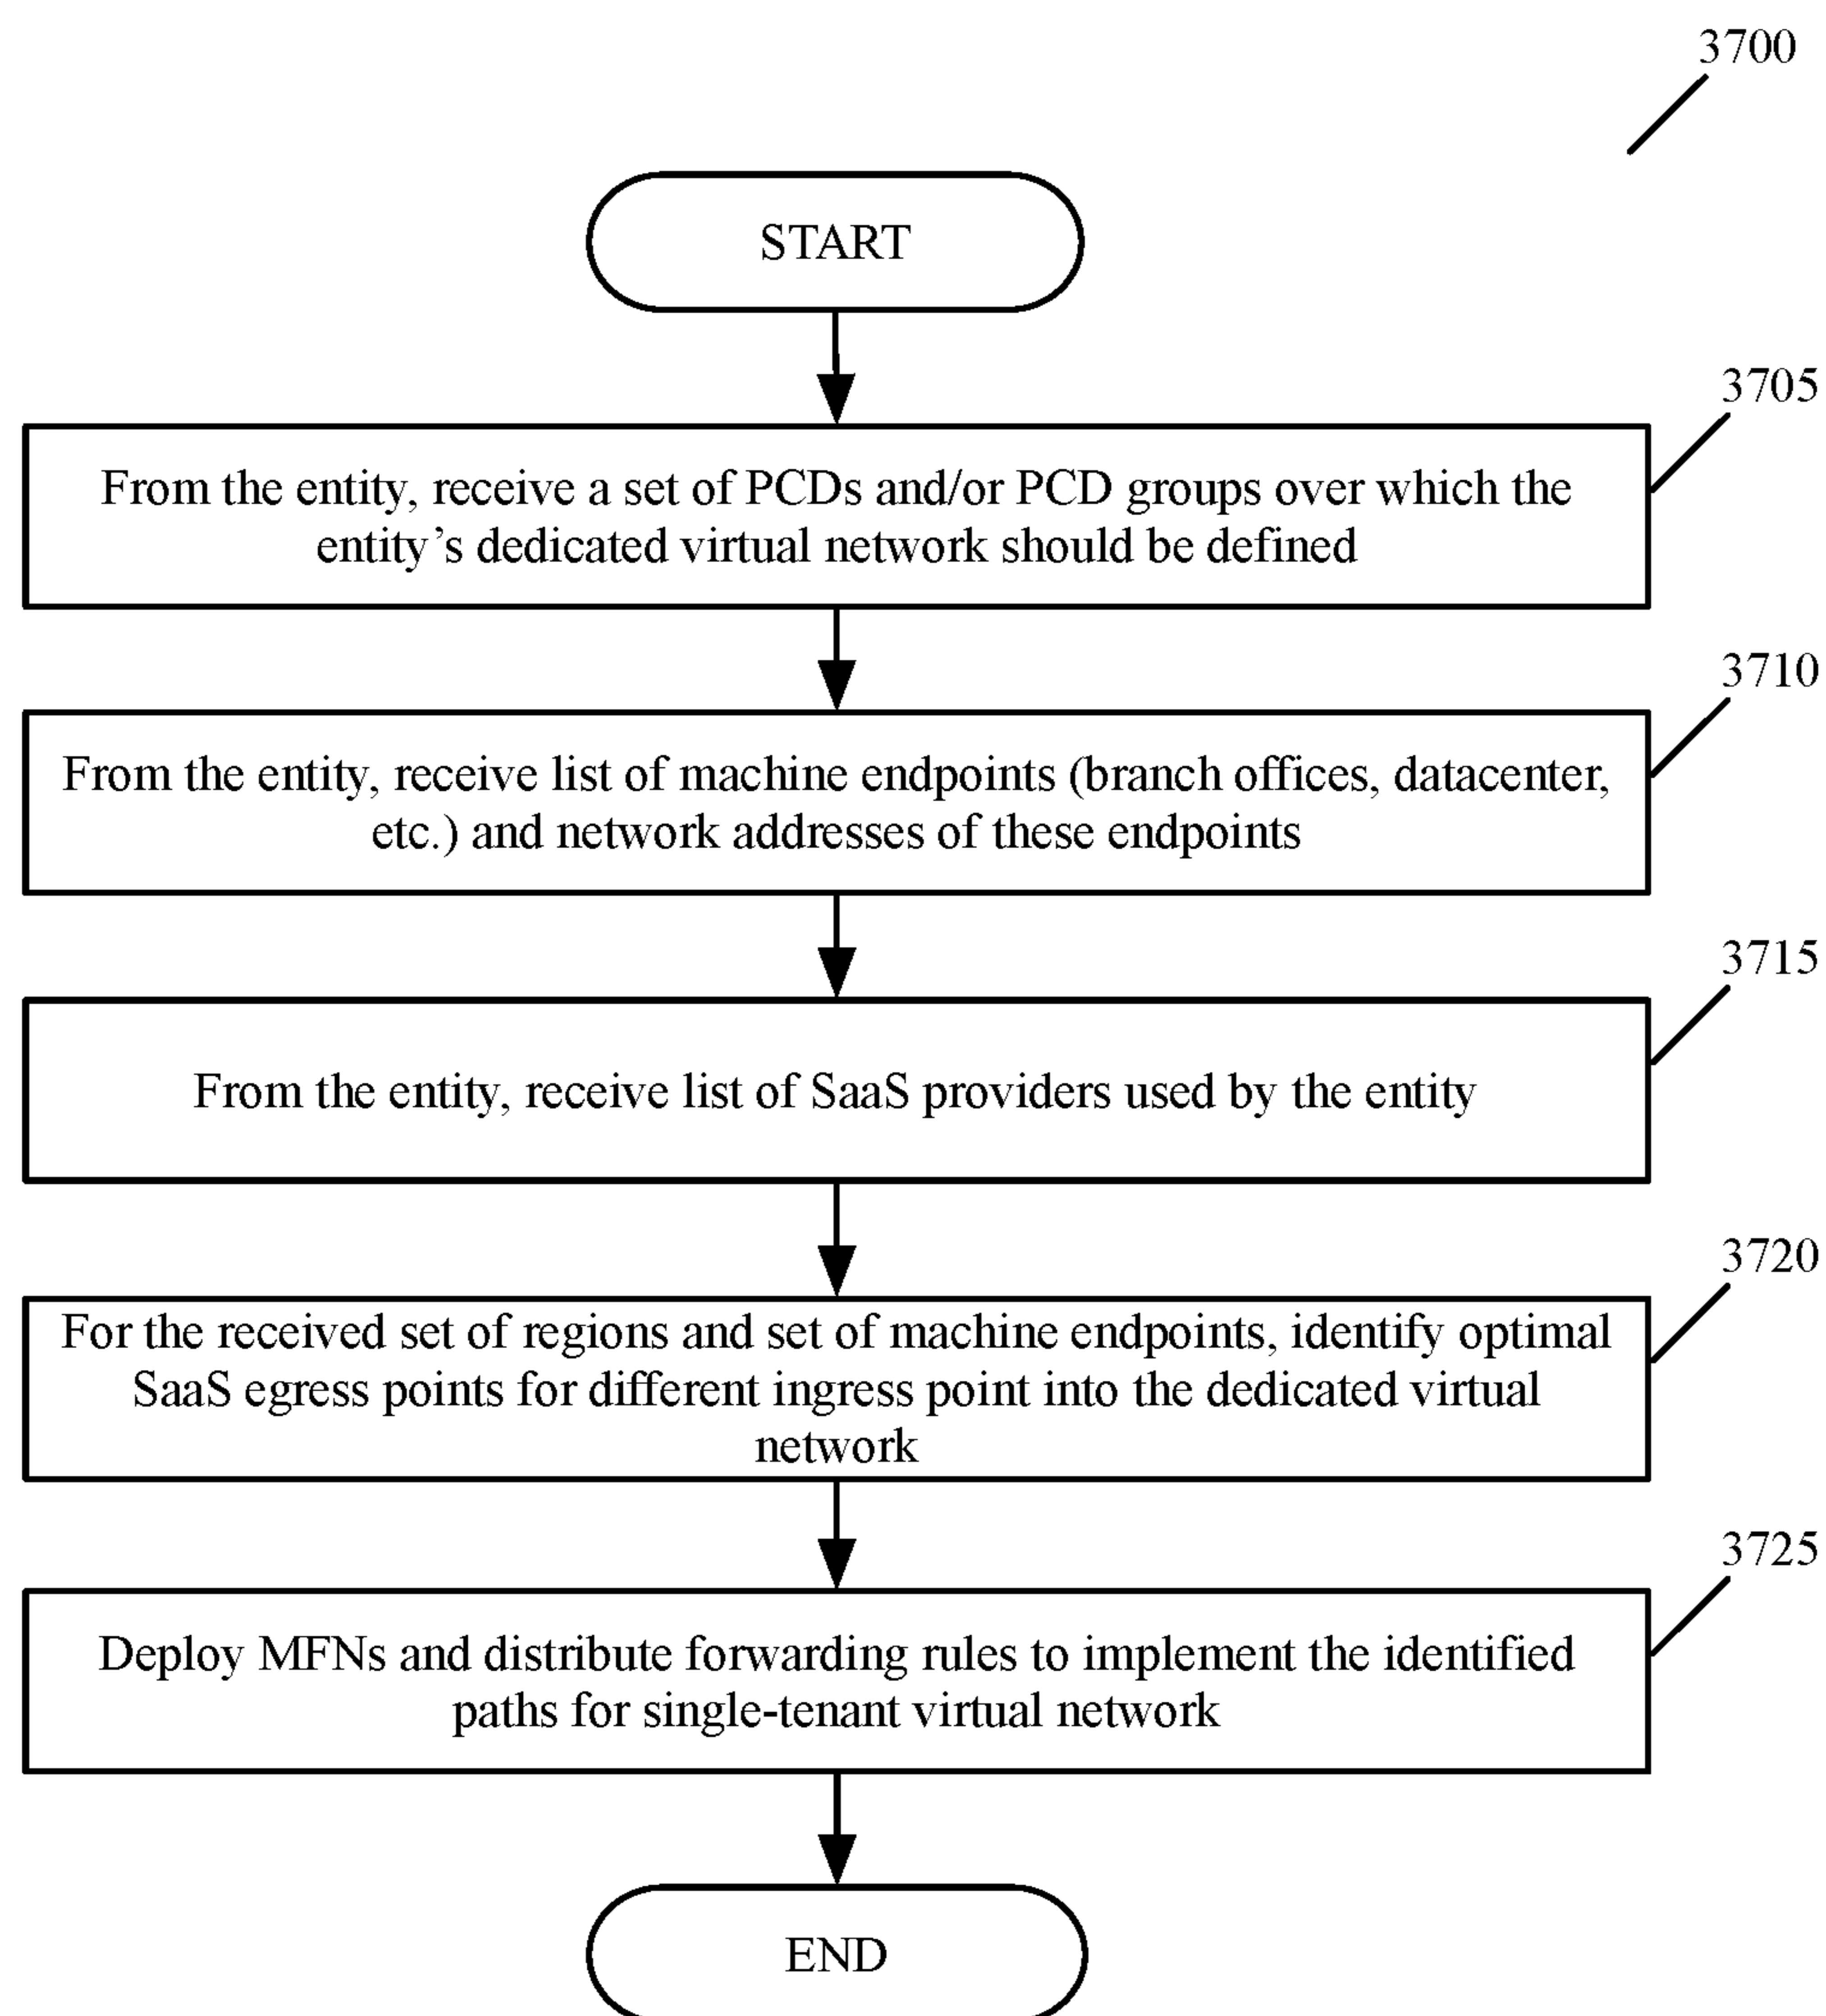 3700
START
3705
From the entity, receive a set of PCDs and/or PCD groups over which the
entity’s dedicated virtual network should be defined
3710
From the entity, receive list of machine endpoints (branch offices, datacenter,
etc.) and network addresses of these endpoints
3715
From the entity, receive list of SaaS providers used by the entity
3720
For the received set of regions and set of machine endpoints, identify optimal
SaaS egress points for different ingress point into the dedicated virtual
network
3725
Deploy MFNs and distribute forwarding rules to implement the identified
paths for single-tenant virtual network
END